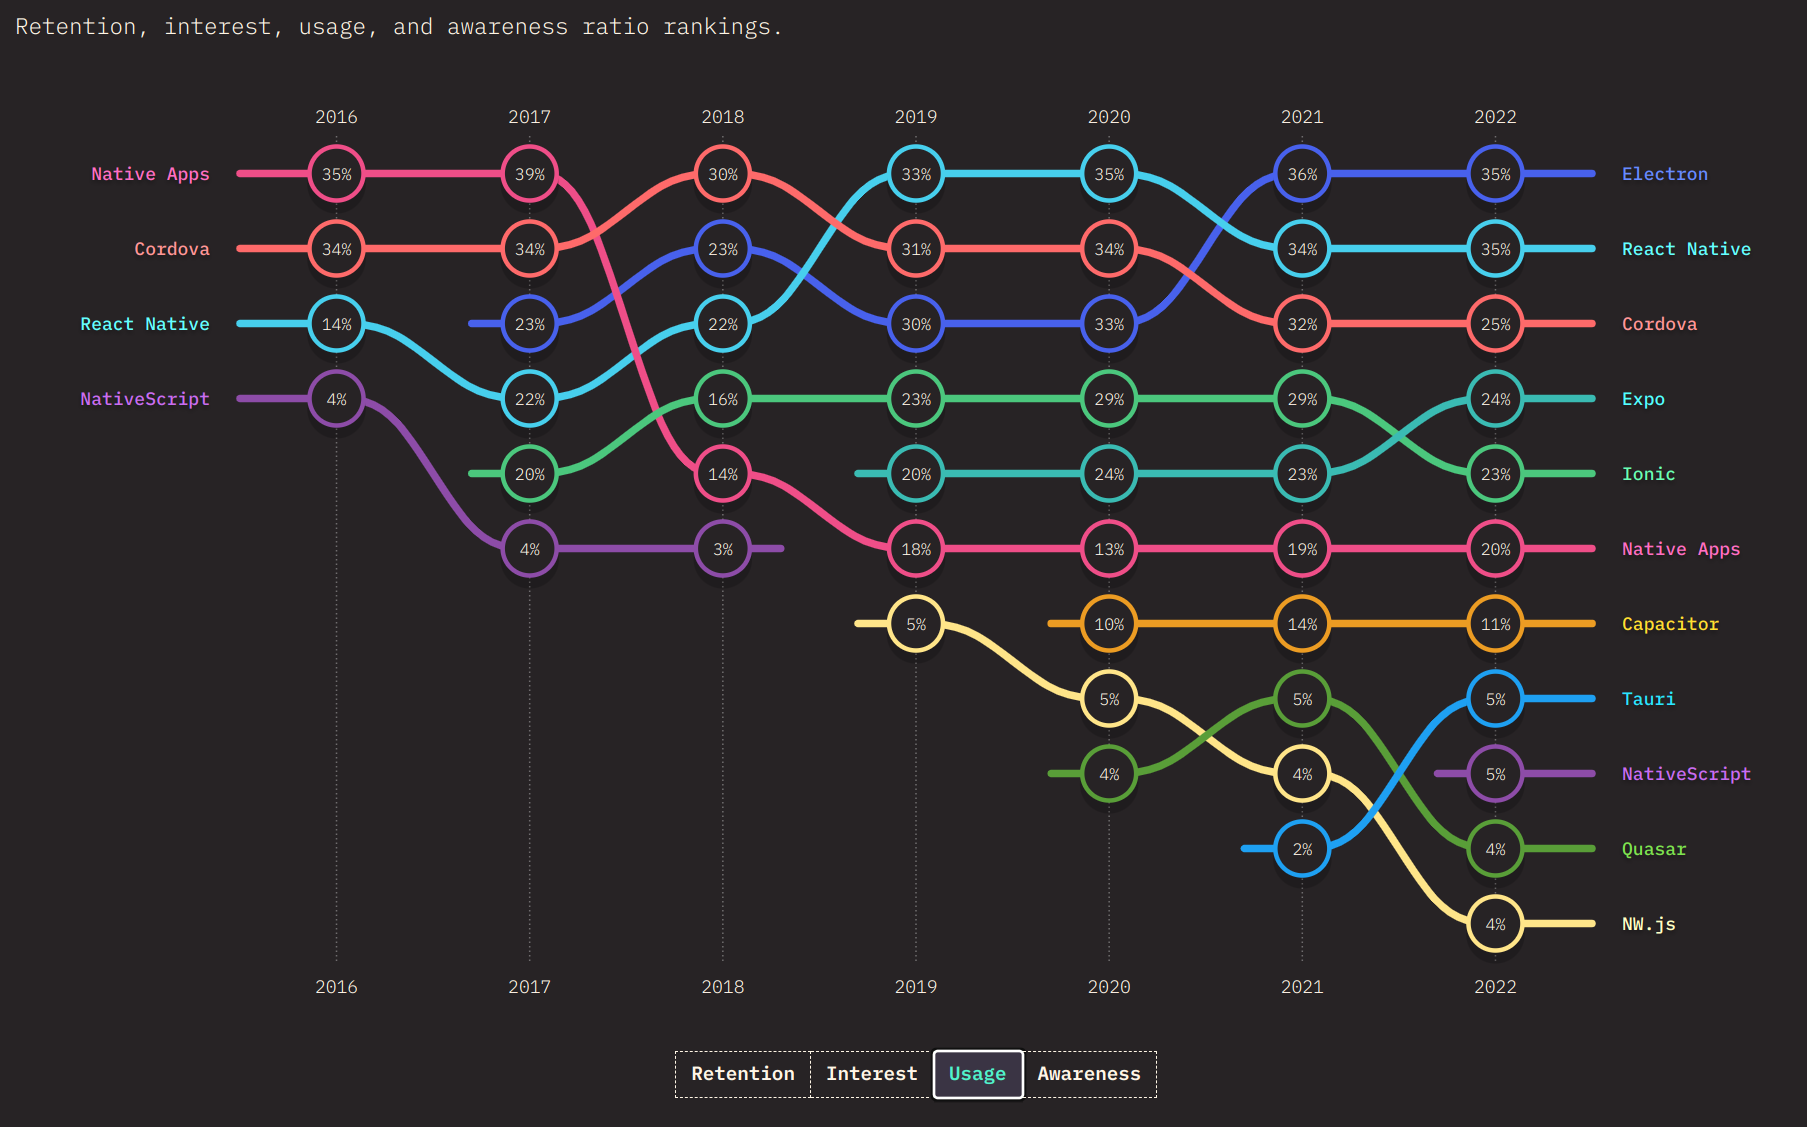 Retention, interest, usage, and awareness ratio rankings.
2016 2017 2018 2019 2020 2021 2022
Native Apps 35% 39% 30% 33% 35% 36% 35% Electron
Cordova 34% 34% 23% 31% 34% 34% 35% React Native
React Native 14% 23% 22% 30% 33% 32% 25% Cordova
NativeScript 4% 22% 16% 23% 29% 29% 24% Expo
20% 14% 20% 24% 23% 23% Ionic
4% 3% 18% 13% 19% 20% Native Apps
5% 10% 14% 11% Capacitor
5% 5% 5% Tauri
4% 4% 5% NativeScript
2% 4% Quasar
4% NW.js
2016 2017 2018 2019 2020 2021 2022
Retention Interest Usage Awareness